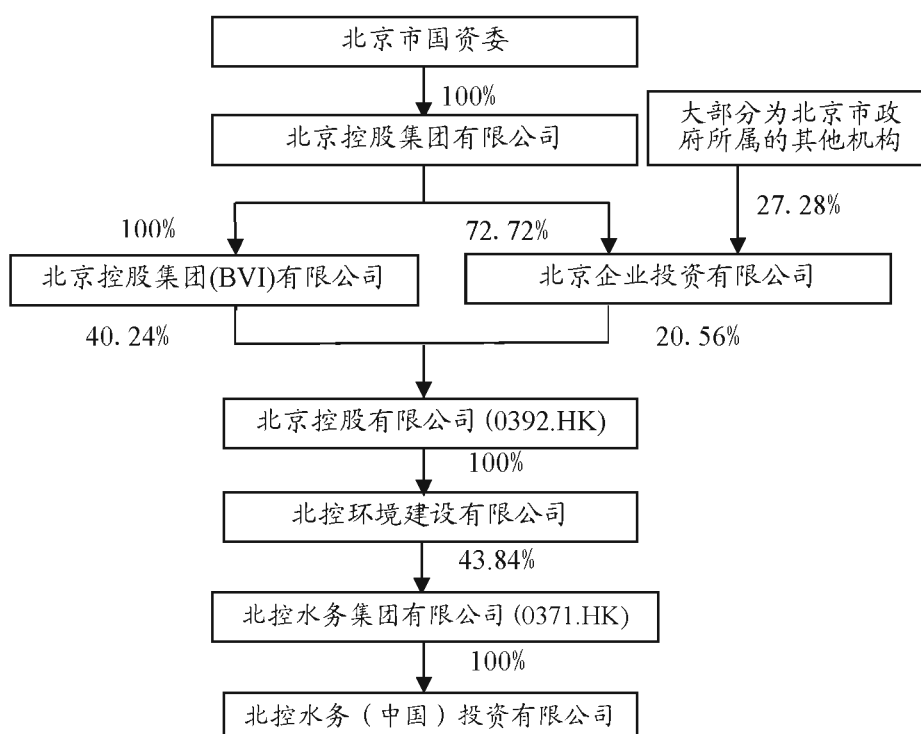 北京市国资委
100%
北京控股集团有限公司
大部分为北京市政
府所属的其他机构
100%
72.72%
27.28%
北京控股集团(BVI)有限公司
北京企业投资有限公司
40.24%
20.56%
北京控股有限公司(0392.HK)
100%
北控环境建设有限公司
43.84%
北控水务集团有限公司(0371.HK)
100%
北控水务（中国）投资有限公司